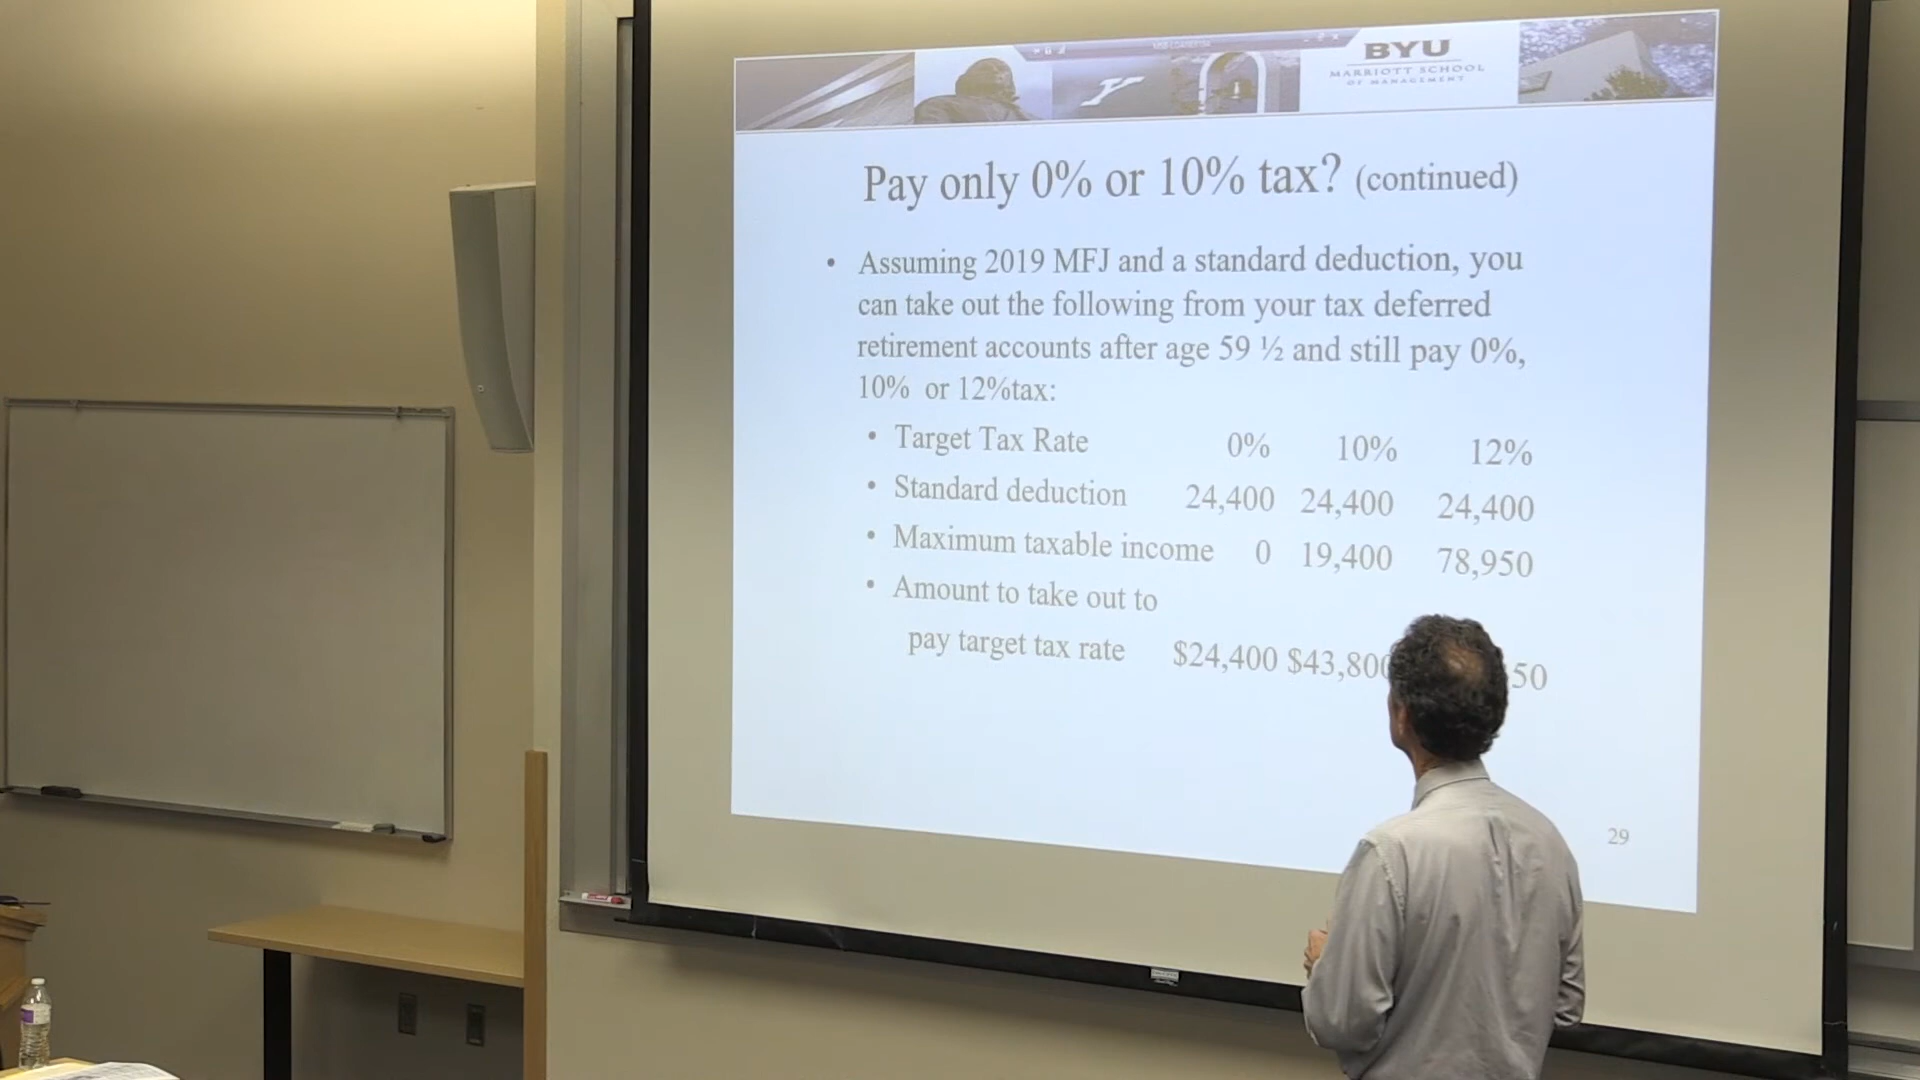 BYU
MARRIOTT SCHOOL
OF MANAGEMENT
Pay only 0% or 10% tax? (continued)
• Assuming 2019 MFJ and a standard deduction, you
can take out the following from your tax deferred
retirement accounts after age 59 ½ and still pay 0%,
10% or 12%tax:
• Target Tax Rate 0% 10% 12%
• Standard deduction 24,400 24,400 24,400
• Maximum taxable income 0 19,400 78,950
• Amount to take out to
pay target tax rate $24,400 $43,800 50
29